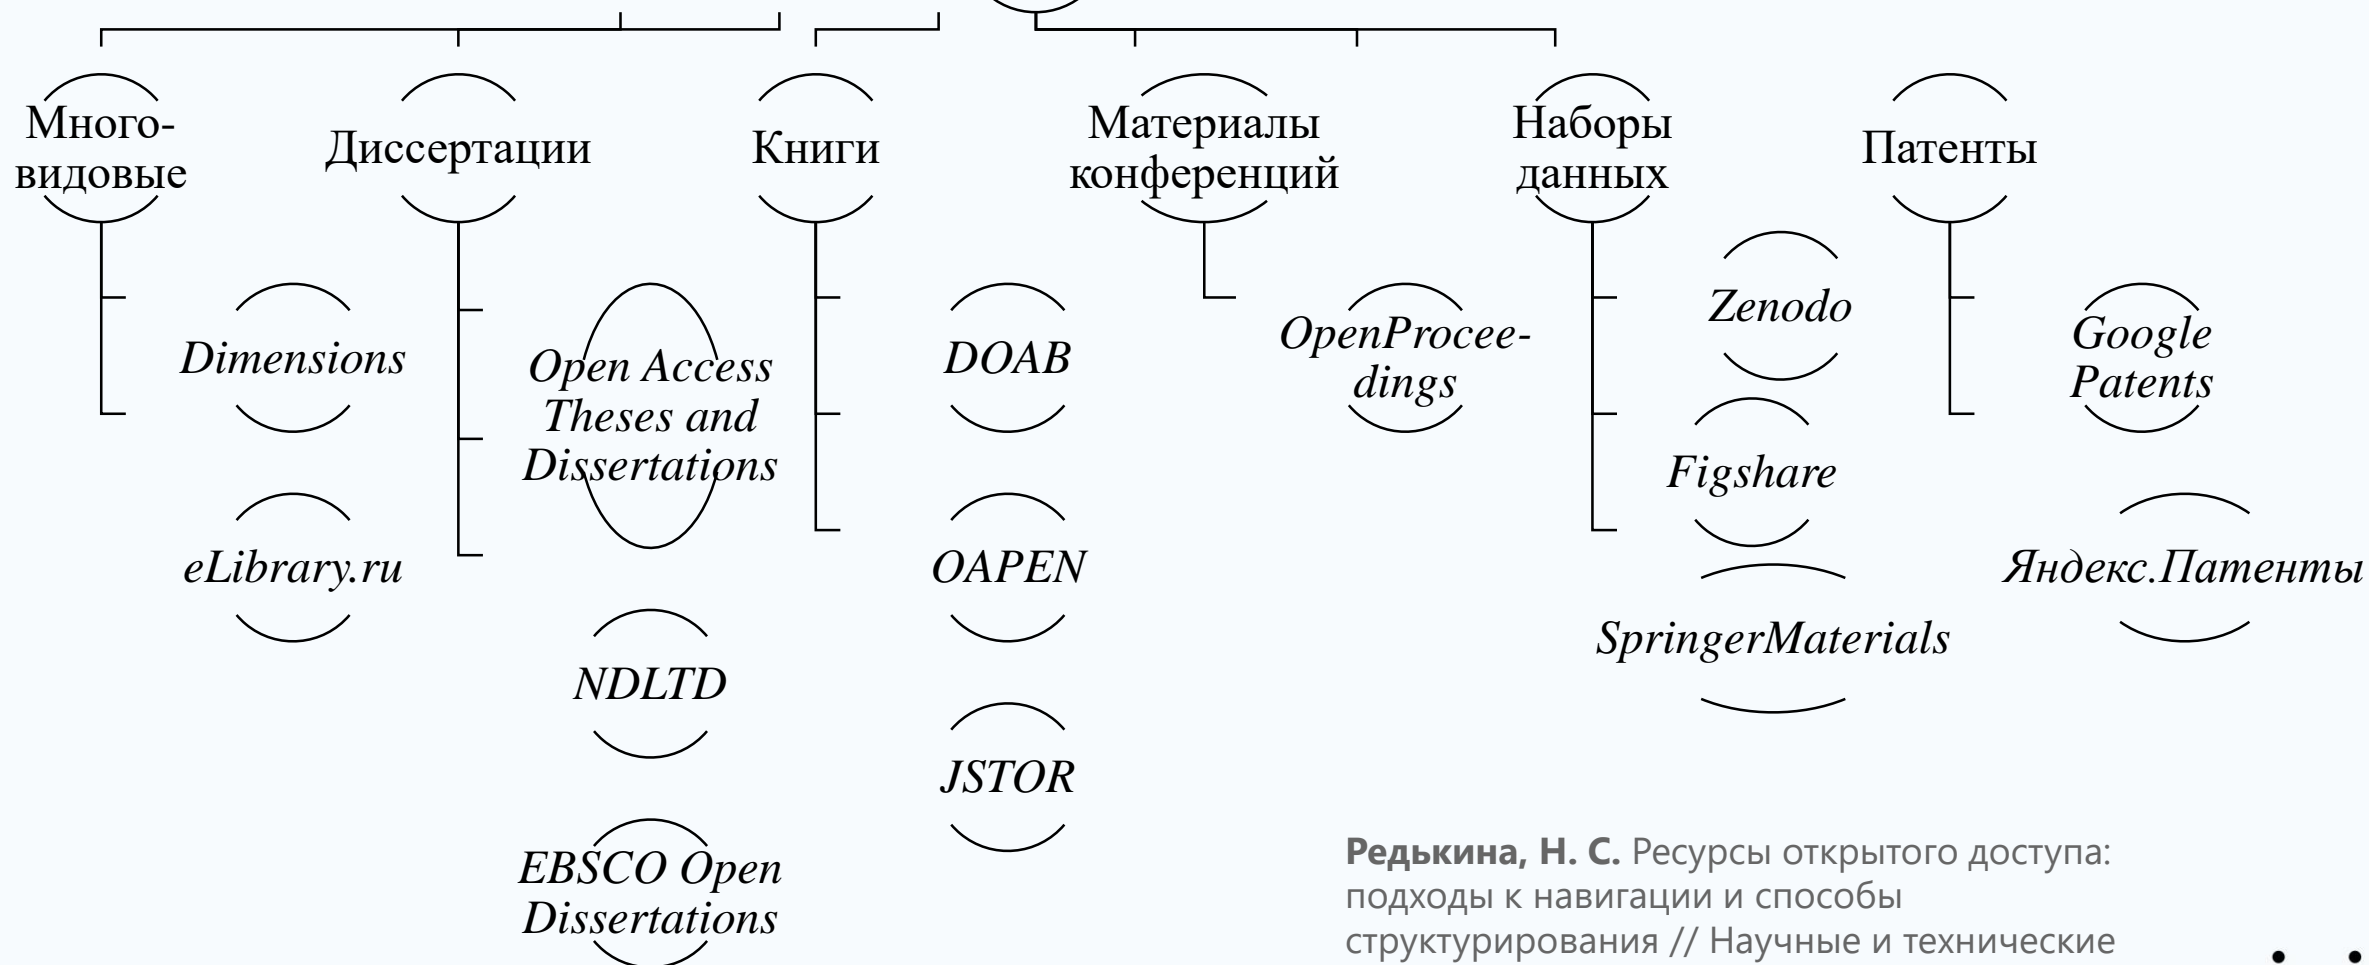 Много-
видовые
Диссертации
Книги
Материалы
конференций
Наборы
данных
Патенты
Dimensions
eLibrary.ru
Open Access
Theses and
Dissertations
NDLTD
EBSCO Open
Dissertations
DOAB
OAPEN
JSTOR
OpenProcee-
dings
Zenodo
Figshare
SpringerMaterials
Google
Patents
Яндекс.Патенты
Редькина, Н. С. Ресурсы открытого доступа:
подходы к навигации и способы
структурирования // Научные и технические